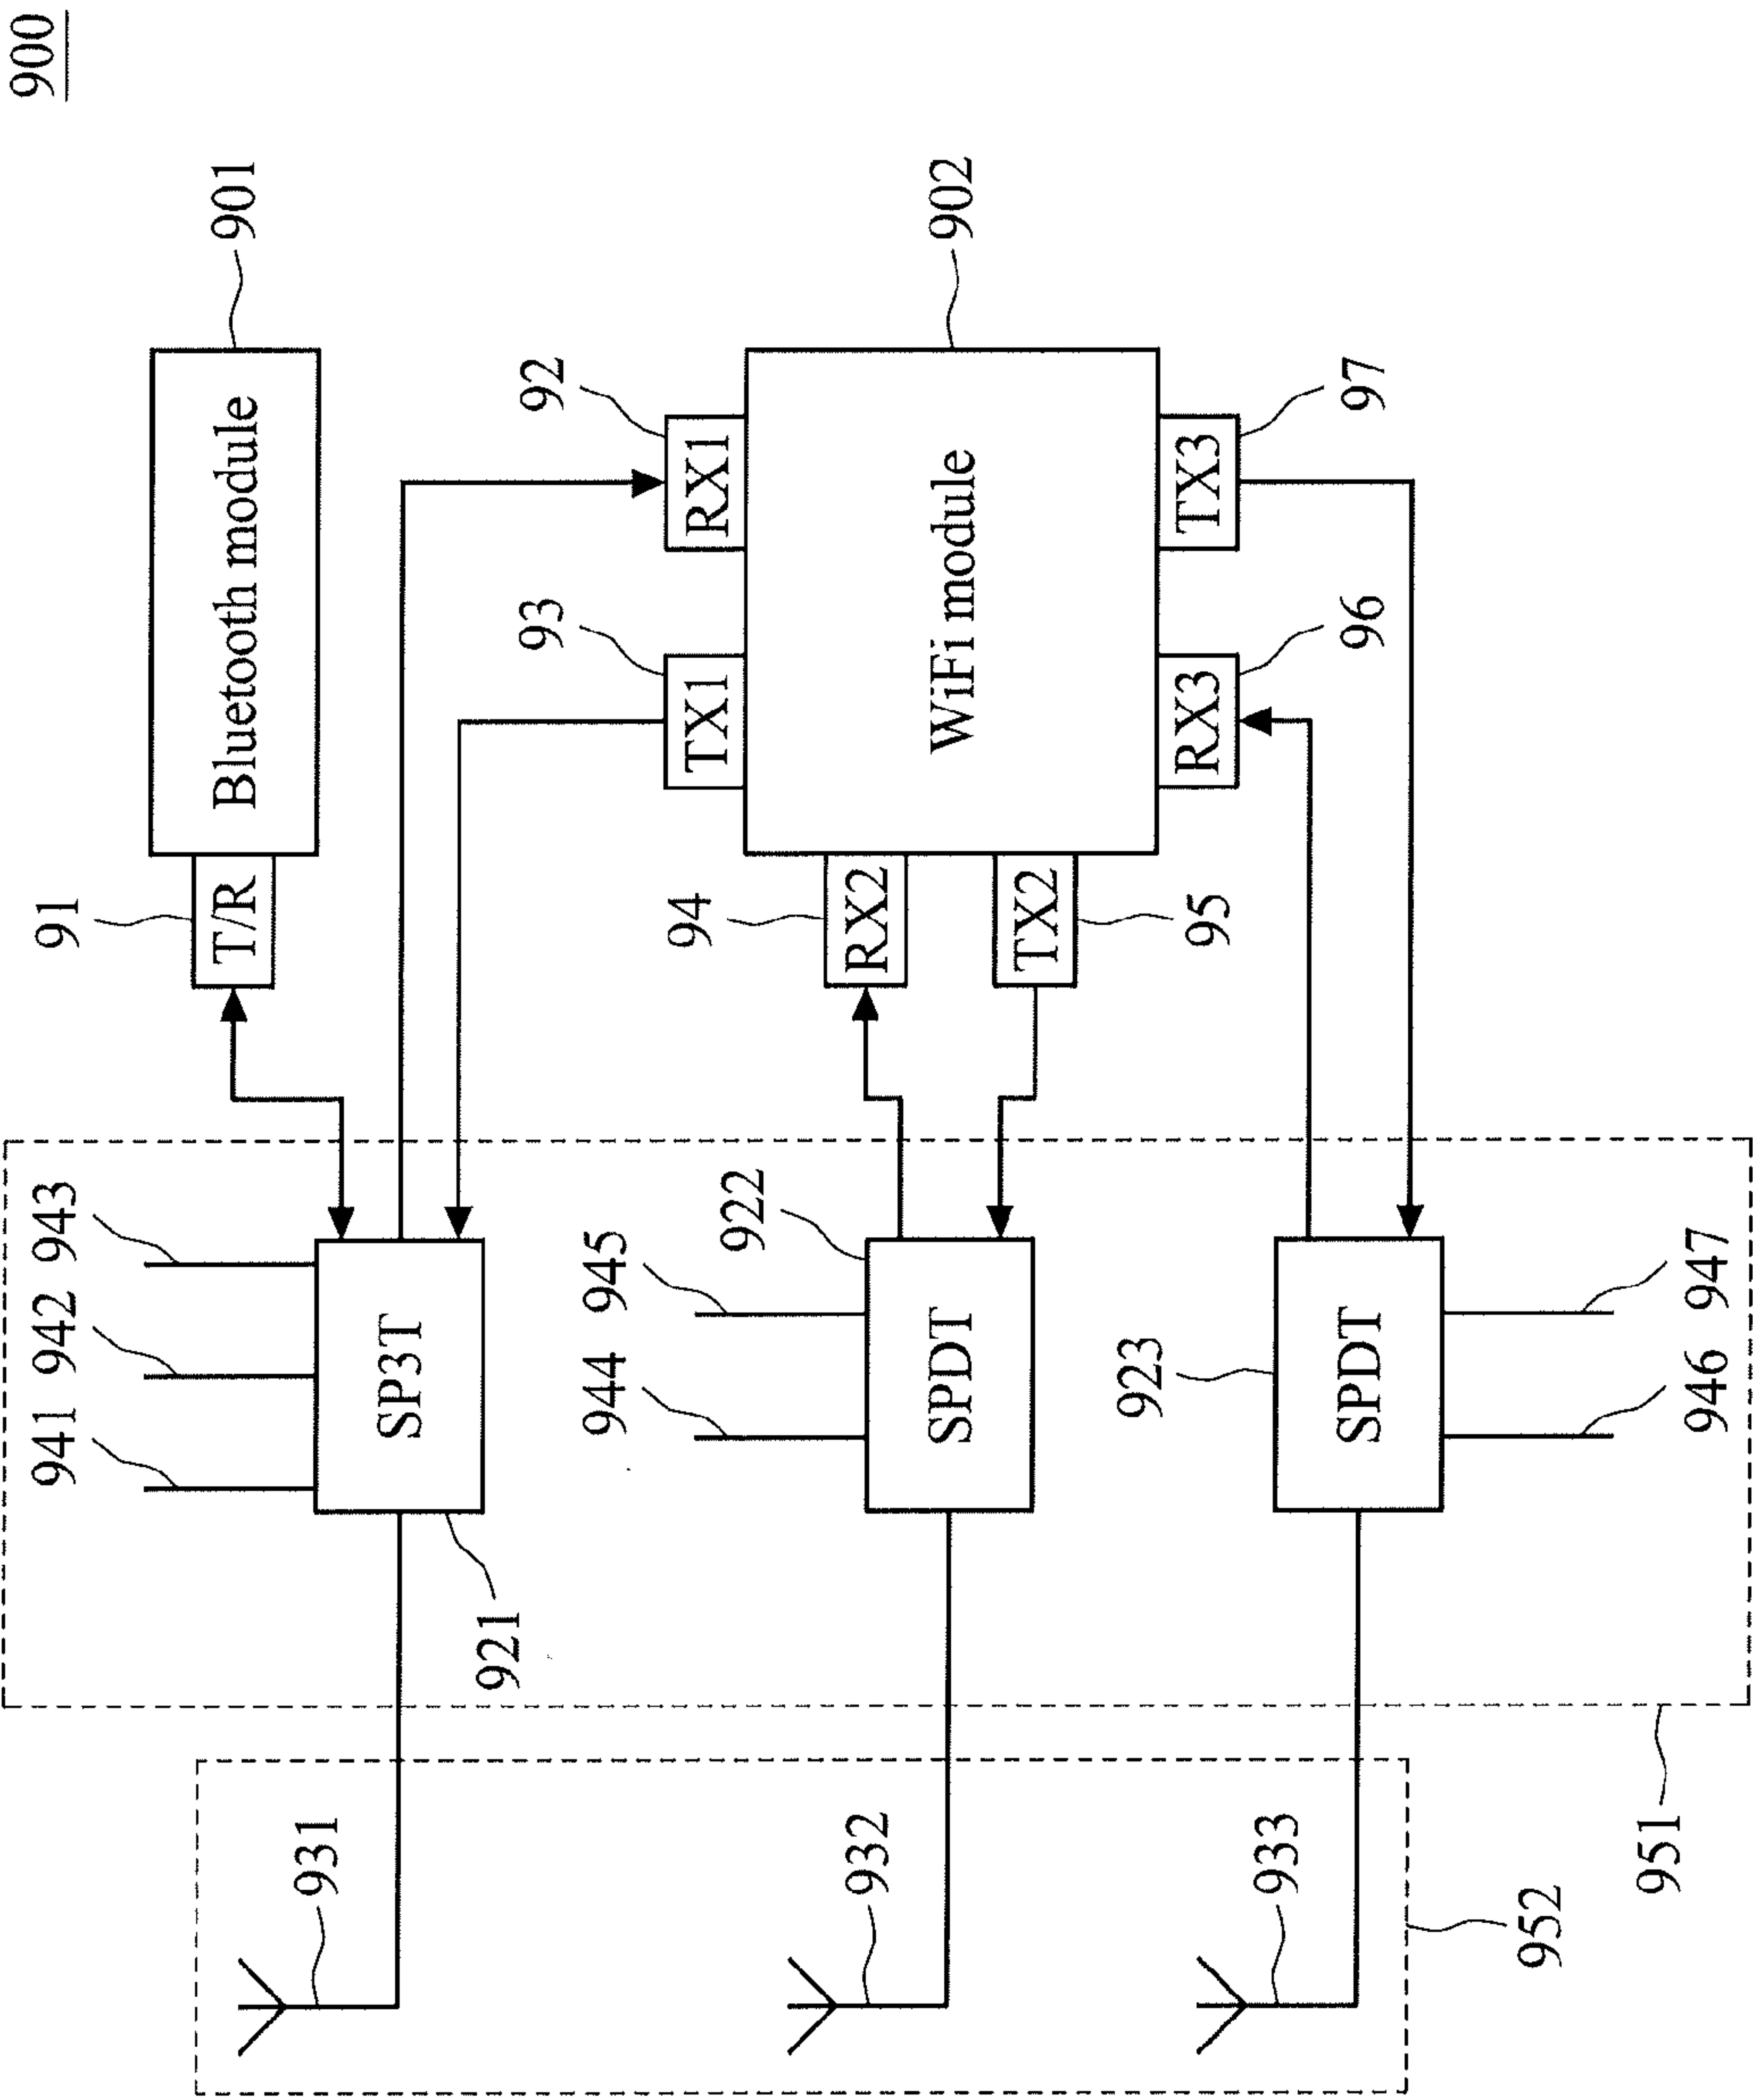 900
901
Bluetooth module
91
T/R
902
WiFi module
92
RX1
93
TX1
94
RX2
95
TX2
96
RX3
97
TX3
941
942
943
SP3T
921
944
945
922
SPDT
923
SPDT
946
947
931
932
933
951
952